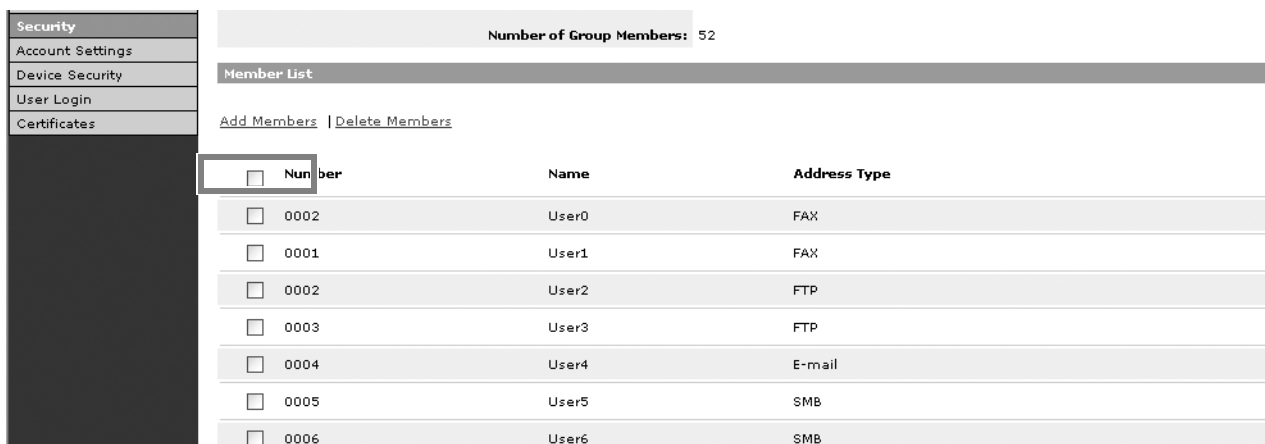 Security
Account Settings
Device Security
User Login
Certificates
Number of Group Members: 52
Member List
Add Members | Delete Members
Number Name Address Type
0002 User0 FAX
0001 User1 FAX
0002 User2 FTP
0003 User3 FTP
0004 User4 E-mail
0005 User5 SMB
0006 User6 SMB